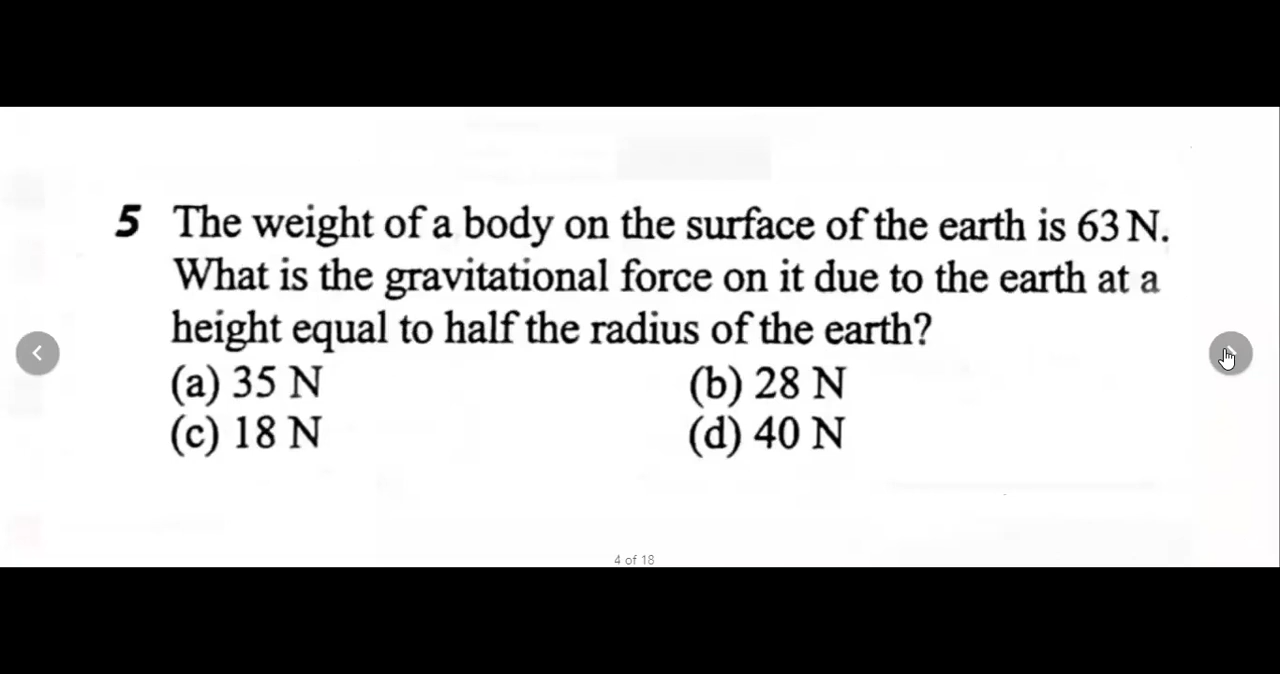 5 The weight of a body on the surface of the earth is 63 N.
What is the gravitational force on it due to the earth at a
height equal to half the radius of the earth?
(a) 35 N (b) 28 N
(c) 18 N (d) 40 N
4 of 18